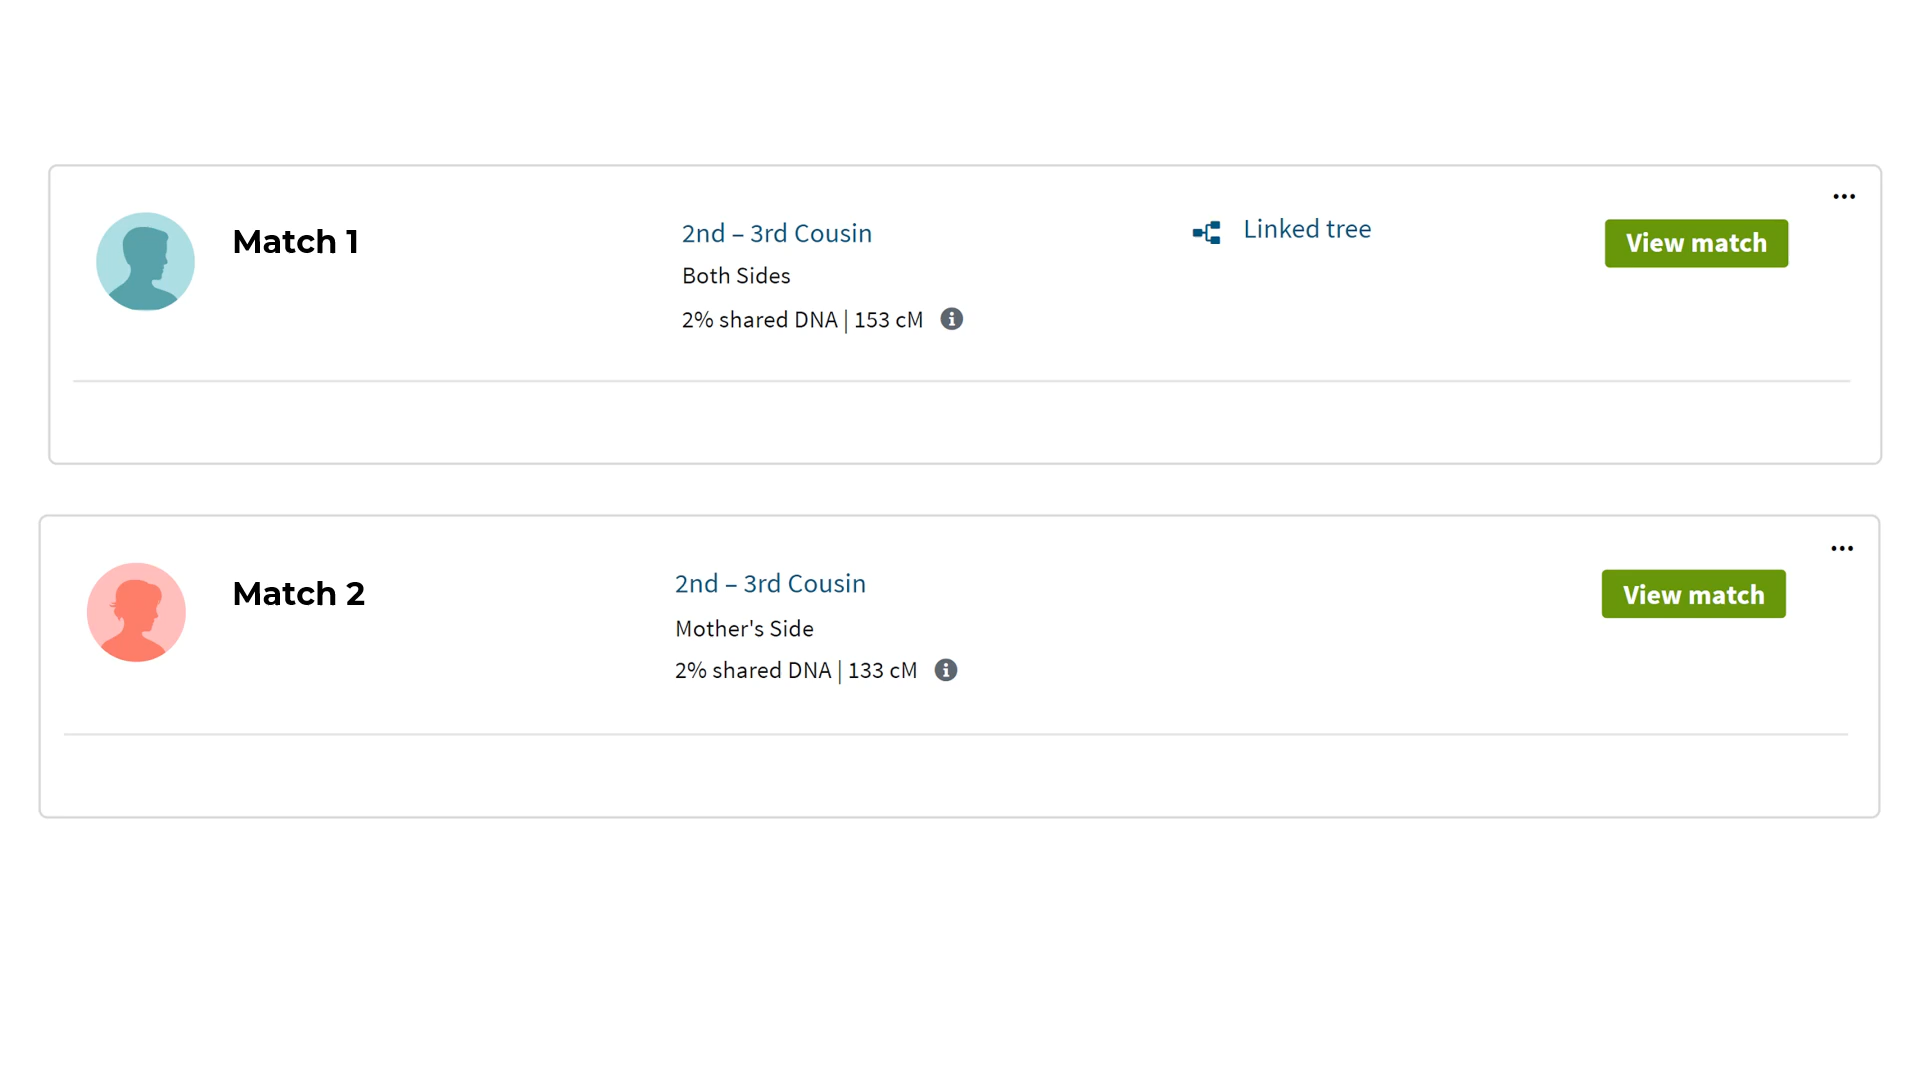 •••
Match 1
2nd – 3rd Cousin
Both Sides
2% shared DNA | 153 cM
Linked tree
View match
•••
Match 2
2nd – 3rd Cousin
Mother's Side
2% shared DNA | 133 cM
View match